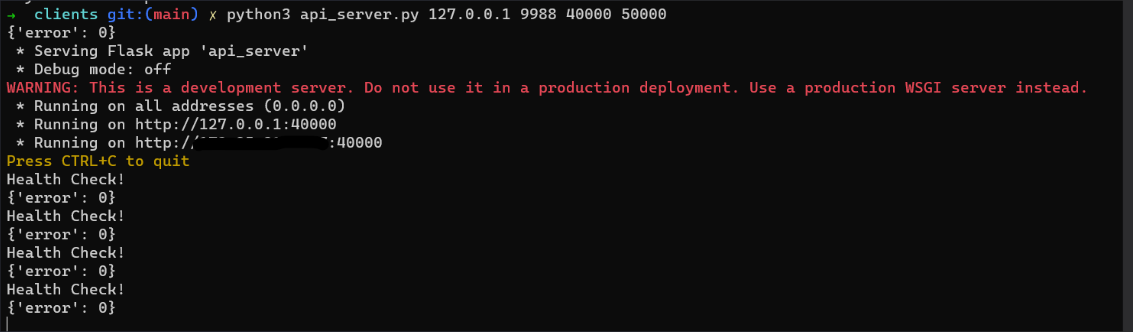 → clients git:(main) ✗ python3 api_server.py 127.0.0.1 9988 40000 50000
{'error': 0}
* Serving Flask app 'api_server'
* Debug mode: off
WARNING: This is a development server. Do not use it in a production deployment. Use a production WSGI server instead.
* Running on all addresses (0.0.0.0)
* Running on http://127.0.0.1:40000
* Running on http:/ :40000
Press CTRL+C to quit
Health Check!
{'error': 0}
Health Check!
{'error': 0}
Health Check!
{'error': 0}
Health Check!
{'error': 0}